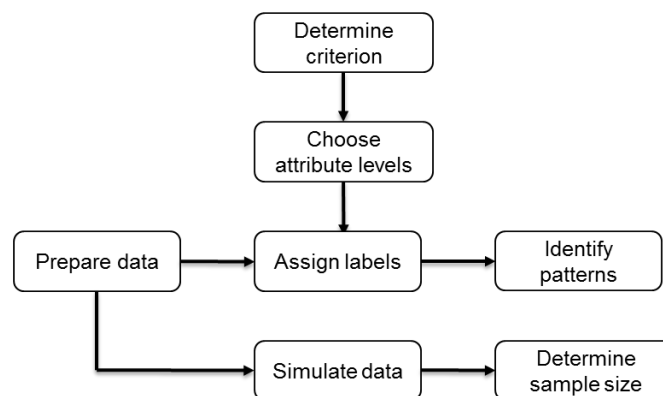 Determine
criterion
Choose
attribute levels
Prepare data
Assign labels
Identify
patterns
Simulate data
Determine
sample size